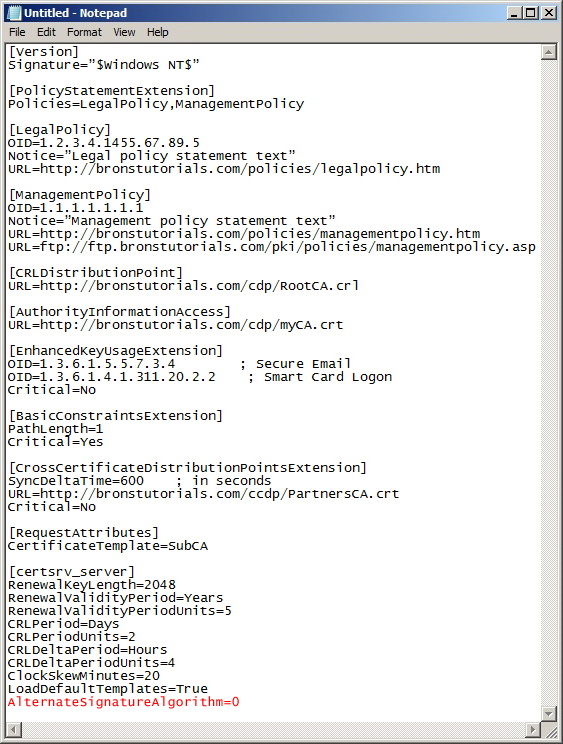 Untitled - Notepad
File Edit Format View Help
[Version]
Signature="$Windows NT$"
[PolicyStatementExtension]
Policies=LegalPolicy,ManagementPolicy
[LegalPolicy]
OID=1.2.3.4.1455.67.89.5
Notice="Legal policy statement text"
URL=http://bronstutorials.com/policies/legalpolicy.htm
[ManagementPolicy]
OID=1.1.1.1.1.1.1
Notice="Management policy statement text"
URL=http://bronstutorials.com/policies/managementpolicy.htm
URL=ftp://ftp.bronstutorials.com/pki/policies/managementpolicy.asp
[CRLDistributionPoint]
URL=http://bronstutorials.com/cdp/RootCA.crl
[AuthorityInformationAccess]
URL=http://bronstutorials.com/cdp/myCA.crt
[EnhancedKeyUsageExtension]
OID=1.3.6.1.5.5.7.3.4 ; Secure Email
OID=1.3.6.1.4.1.311.20.2.2 ; Smart Card Logon
Critical=No
[BasicConstraintsExtension]
PathLength=1
Critical=Yes
[CrossCertificateDistributionPointsExtension]
SyncDeltaTime=600 ; in seconds
URL=http://bronstutorials.com/ccdp/PartnersCA.crt
Critical=No
[RequestAttributes]
CertificateTemplate=SubCA
[certsrv_server]
RenewalKeyLength=2048
RenewalValidityPeriod=Years
RenewalValidityPeriodUnits=5
CRLPeriod=Days
CRLPeriodUnits=2
CRLDeltaPeriod=Hours
CRLDeltaPeriodUnits=4
ClockSkewMinutes=20
LoadDefaultTemplates=True
AlternateSignatureAlgorithm=0